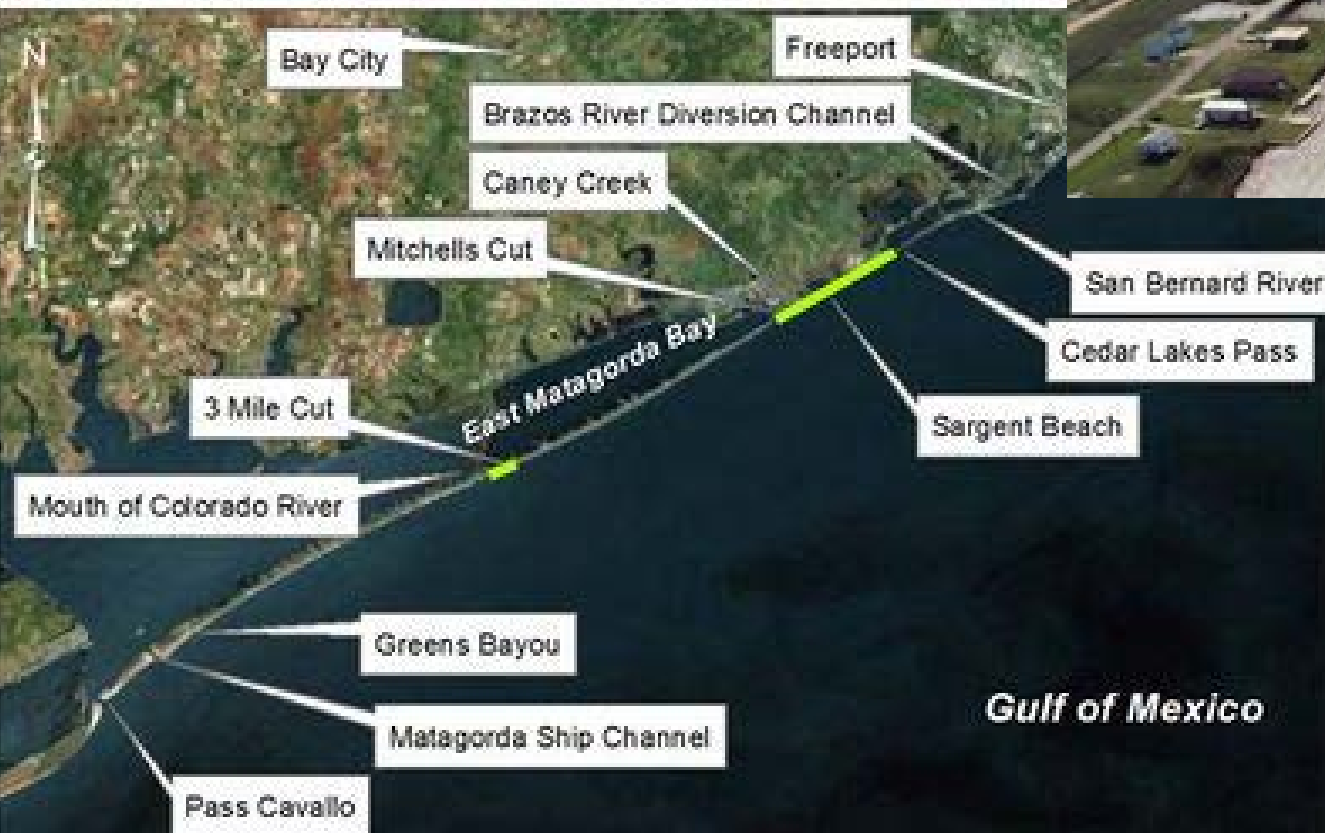 N
Bay City
Freeport
Brazos River Diversion Channel
Caney Creek
Mitchells Cut
San Bernard River
East Matagorda Bay
Cedar Lakes Pass
3 Mile Cut
Sargent Beach
Mouth of Colorado River
Greens Bayou
Gulf of Mexico
Matagorda Ship Channel
Pass Cavallo